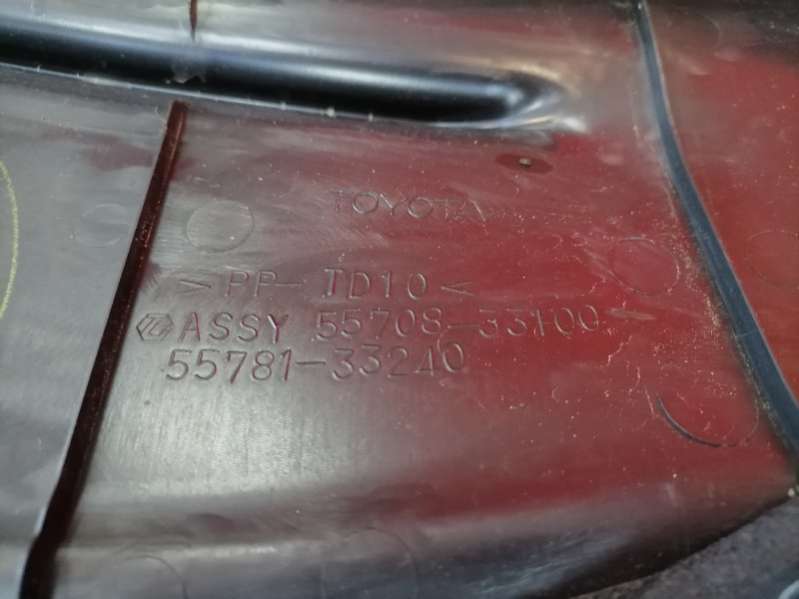 TOYOTA
>PP-TD10<
ASSY 55708-33100
55781-33240